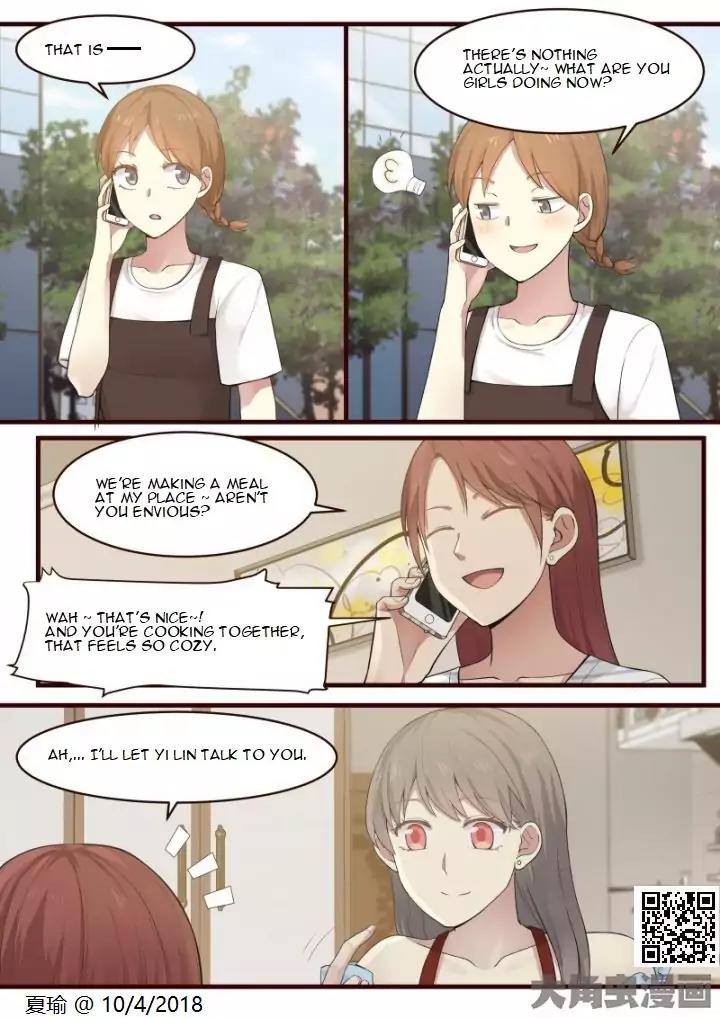 THAT IS ——
THERE'S NOTHING
ACTUALLY~ WHAT ARE YOU
GIRLS DOING NOW?
WE'RE MAKING A MEAL
AT MY PLACE ~ AREN'T
YOU ENVIOUS?
WAH ~ THAT'S NICE~!
AND YOU'RE COOKING TOGETHER,
THAT FEELS SO COZY.
AH,... I'LL LET YI LIN TALK TO YOU.
大角虫漫画
夏瑜 @ 10/4/2018